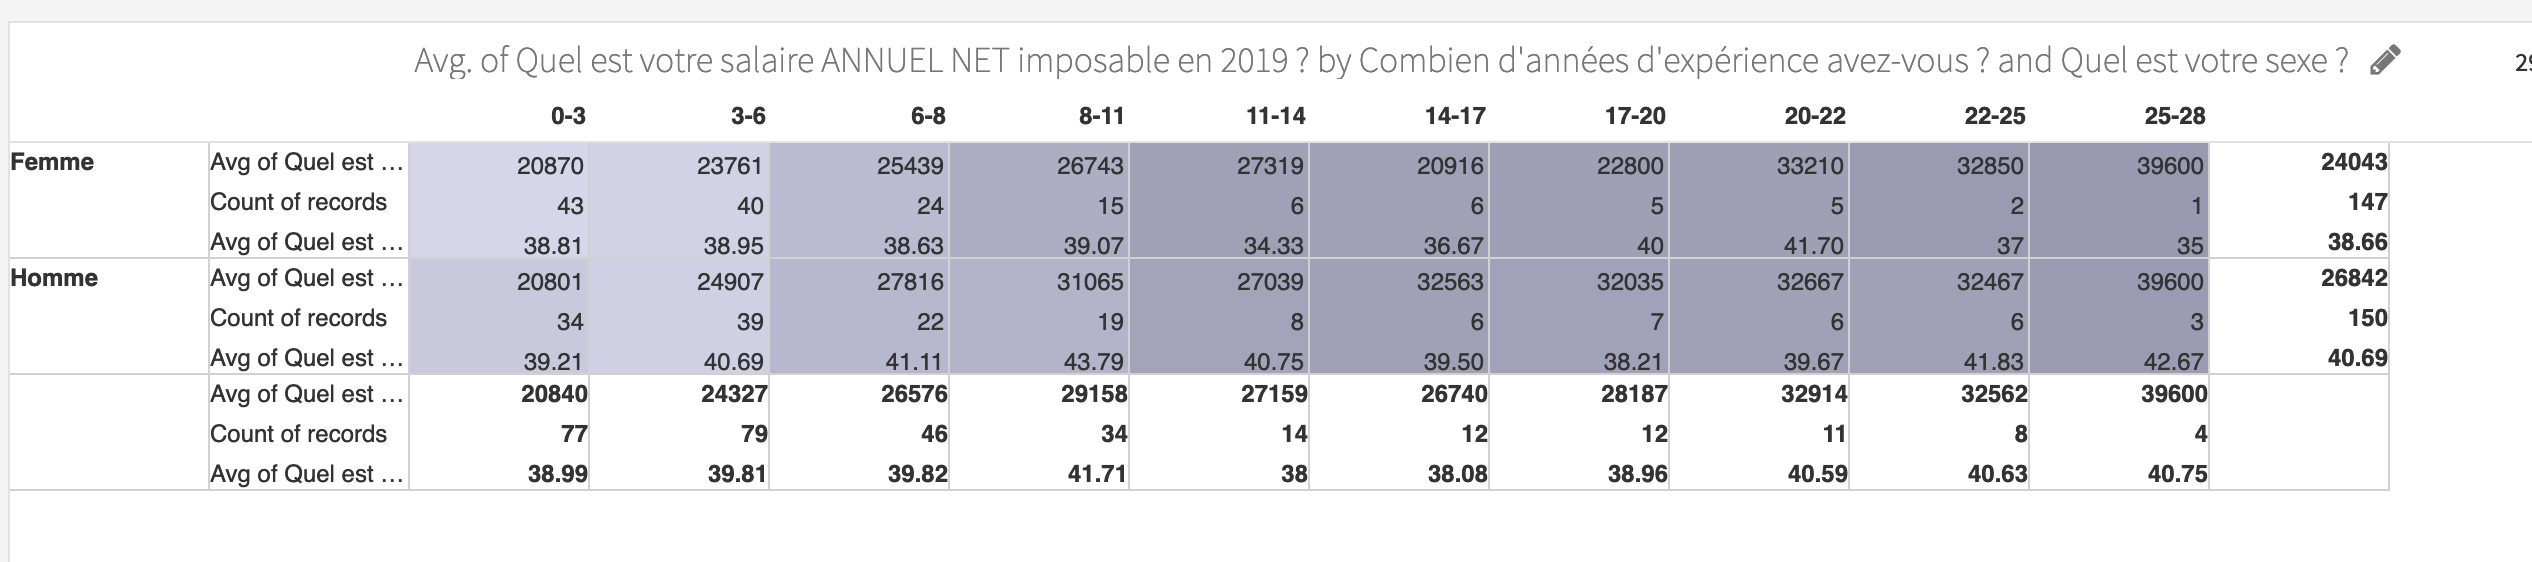 Avg. of Quel est votre salaire ANNUEL NET imposable en 2019 ? by Combien d'années d'expérience avez-vous ? and Quel est votre sexe ?
0-3 3-6 6-8 8-11 11-14 14-17 17-20 20-22 22-25 25-28
Femme Avg of Quel est ... 20870 23761 25439 26743 27319 20916 22800 33210 32850 39600 24043
Count of records 43 40 24 15 6 6 5 5 2 1 147
Avg of Quel est ... 38.81 38.95 38.63 39.07 34.33 36.67 40 41.70 37 35 38.66
Homme Avg of Quel est ... 20801 24907 27816 31065 27039 32563 32035 32667 32467 39600 26842
Count of records 34 39 22 19 8 6 7 6 6 3 150
Avg of Quel est ... 39.21 40.69 41.11 43.79 40.75 39.50 38.21 39.67 41.83 42.67 40.69
Avg of Quel est ... 20840 24327 26576 29158 27159 26740 28187 32914 32562 39600
Count of records 77 79 46 34 14 12 12 11 8 4
Avg of Quel est ... 38.99 39.81 39.82 41.71 38 38.08 38.96 40.59 40.63 40.75